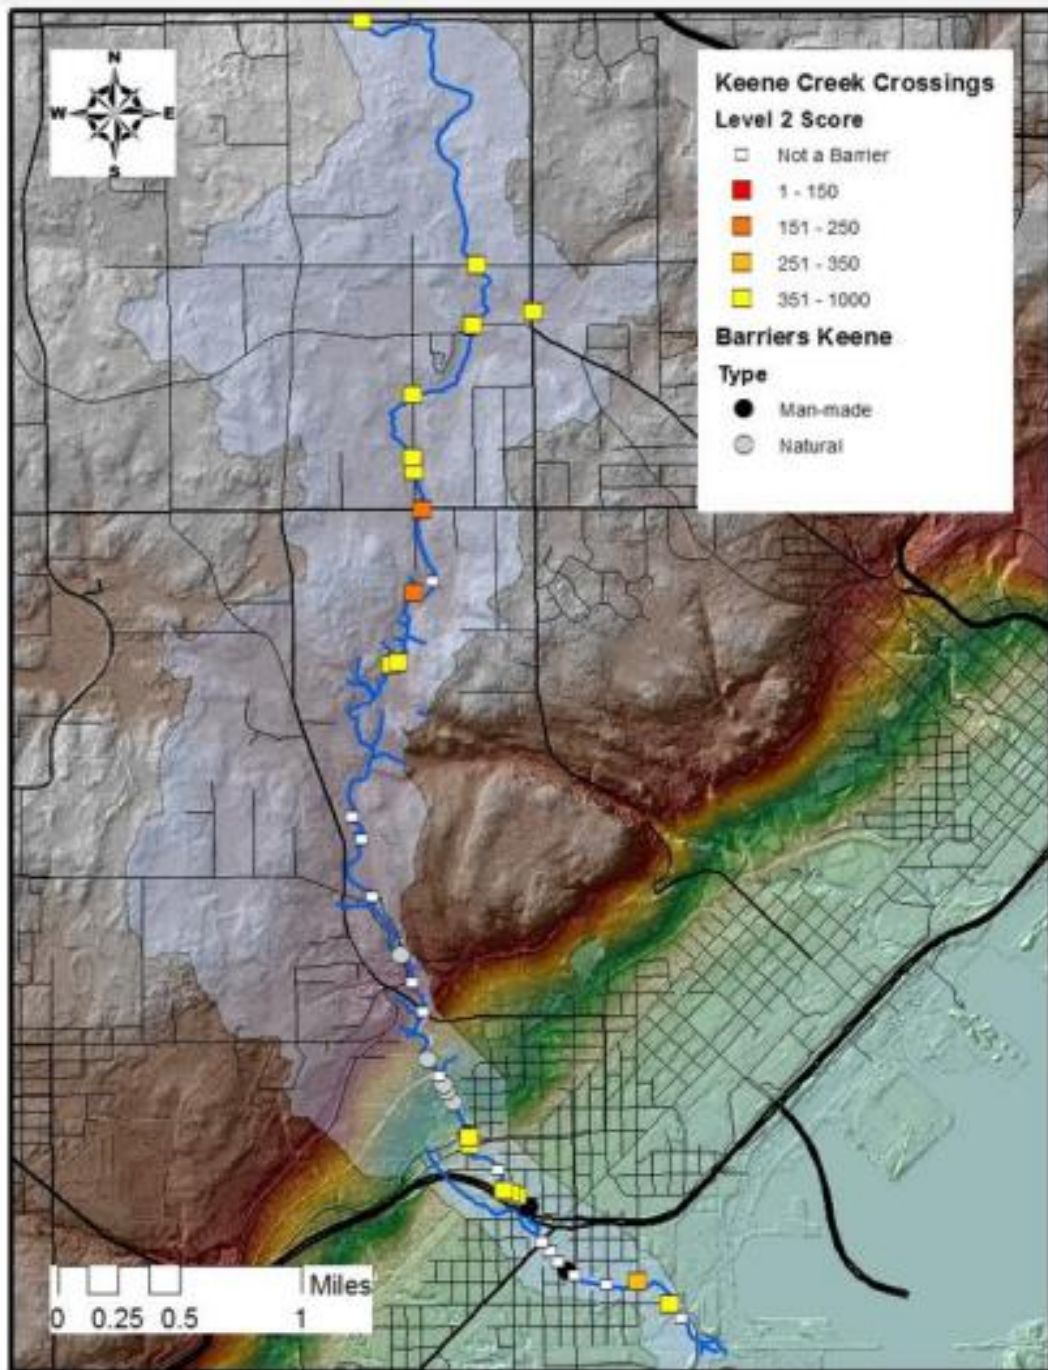 N
W E
S
Keene Creek Crossings
Level 2 Score
Not a Barrier
1 - 150
151 - 250
251 - 350
351 - 1000
Barriers Keene
Type
Man-made
Natural
Miles
0 0.25 0.5 1